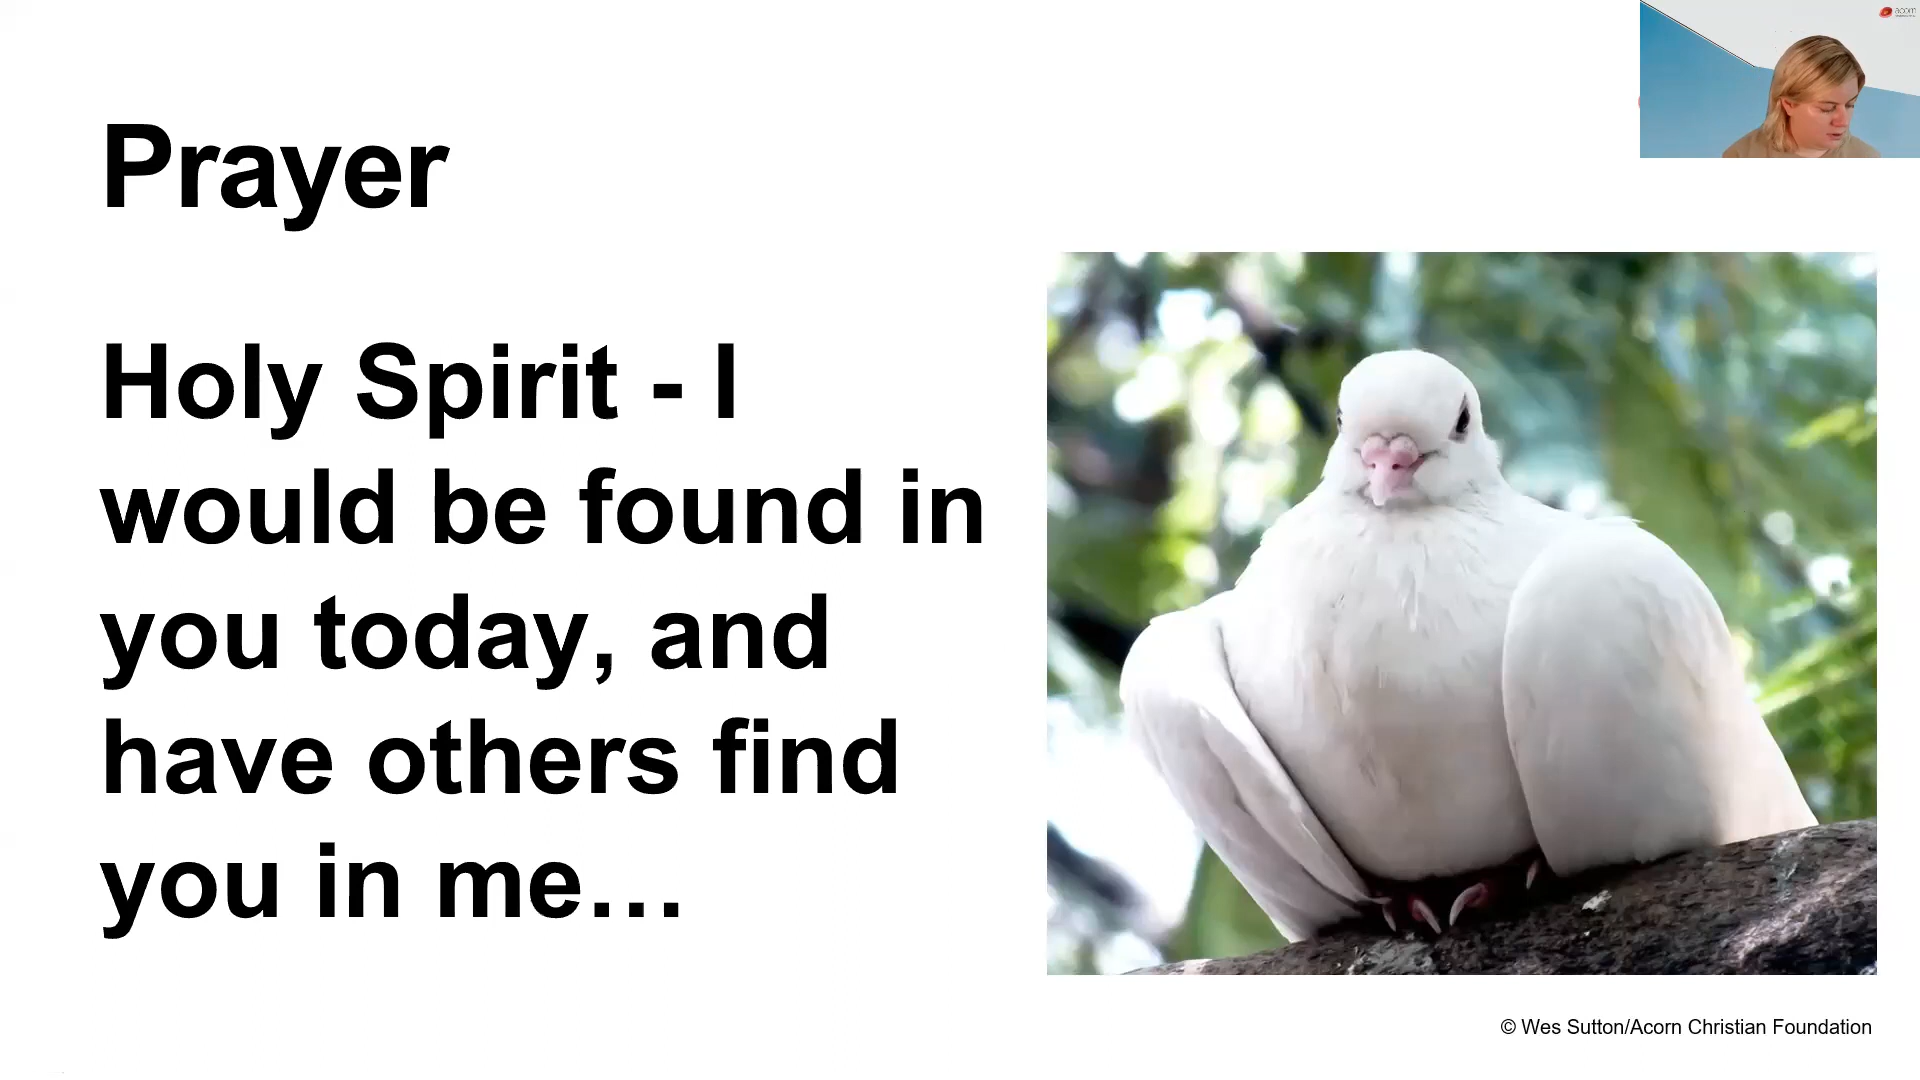 acorn
Prayer
Holy Spirit - I
would be found in
you today, and
have others find
you in me…
© Wes Sutton/Acorn Christian Foundation